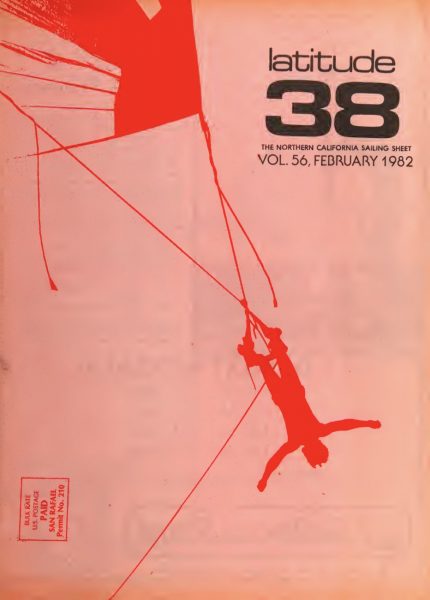 latitude
38
THE NORTHERN CALIFORNIA SAILING SHEET
VOL. 56, FEBRUARY 1982
BULK RATE
U.S. POSTAGE
PAID
SAN RAFAEL
Permit No. 210